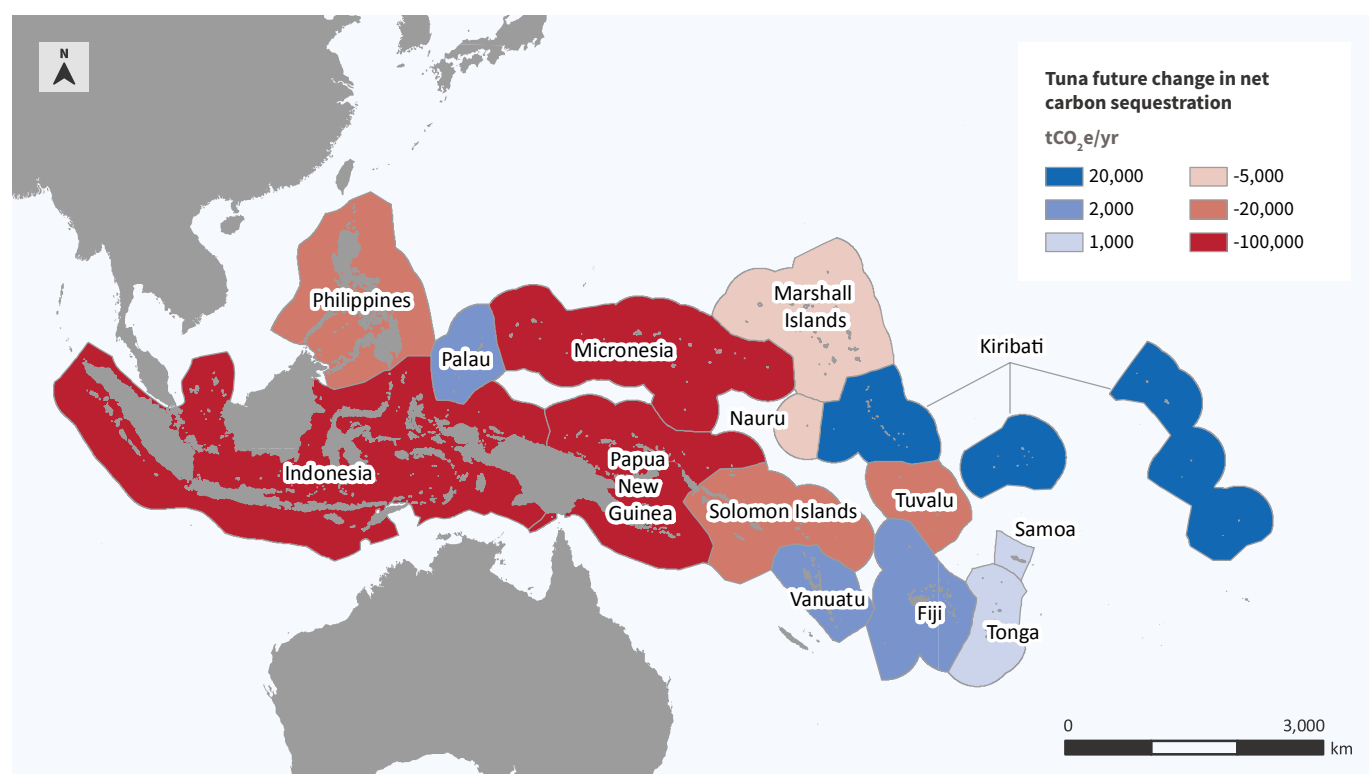 N
Tuna future change in net
carbon sequestration
tCO₂e/yr
20,000
-5,000
2,000
-20,000
1,000
-100,000
Philippines
Marshall
Islands
Palau
Micronesia
Kiribati
Nauru
Indonesia
Papua
New
Guinea
Solomon Islands
Tuvalu
Samoa
Vanuatu
Fiji
Tonga
0
3,000
km